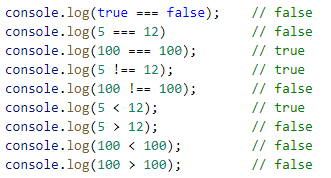 console.log(true === false);    // false
console.log(5 === 12)           // false
console.log(100 === 100);       // true
console.log(5 !== 12);          // true
console.log(100 !== 100);       // false
console.log(5 < 12);            // true
console.log(5 > 12);            // false
console.log(100 < 100);         // false
console.log(100 > 100);         // false